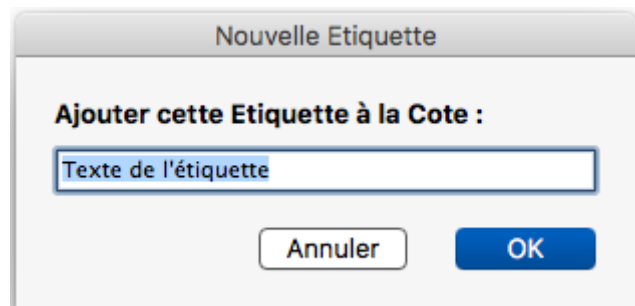 Nouvelle Etiquette
Ajouter cette Etiquette à la Cote :
Texte de l'étiquette
Annuler OK